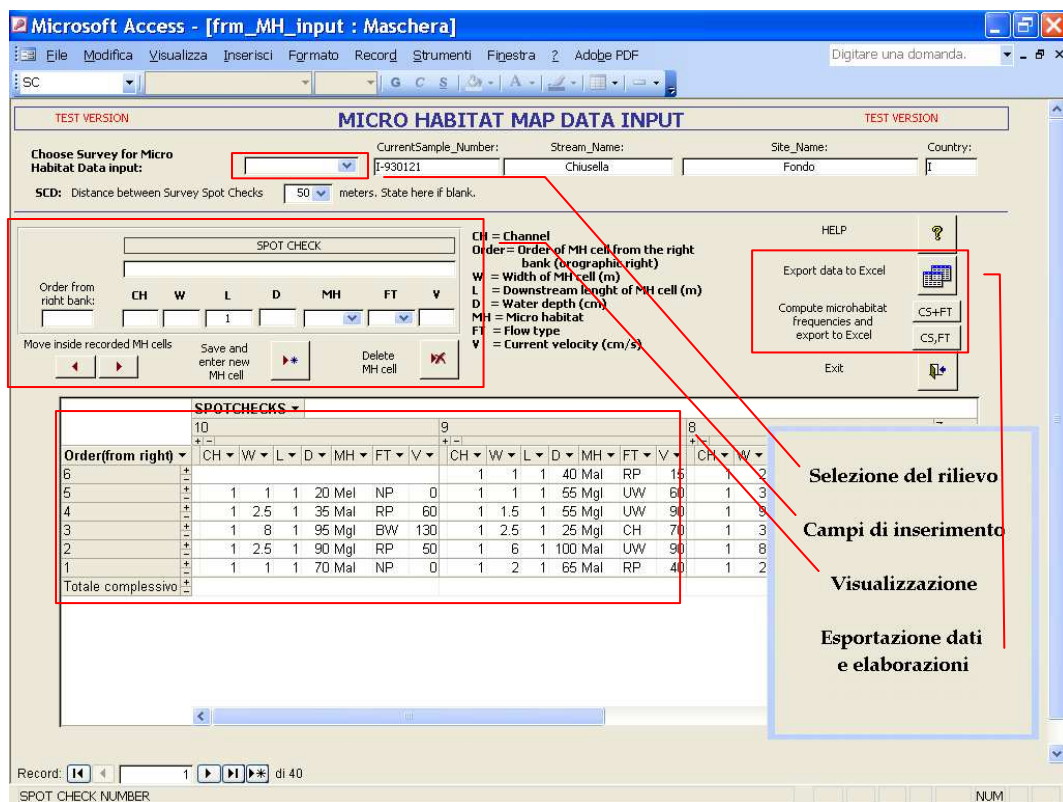 Microsoft Access - [frm_MH_input : Maschera]
File Modifica Visualizza Inserisci Formato Record Strumenti Finestra ? Adobe PDF Digitare una domanda.
SC G C S A
TEST VERSION MICRO HABITAT MAP DATA INPUT TEST VERSION
Choose Survey for Micro
Habitat Data input:
CurrentSample_Number: Stream_Name: Site_Name: Country:
I-930121 Chiusella Fondo I
SCD: Distance between Survey Spot Checks 50 meters. State here if blank.
SPOT CHECK
Order from
right bank:
CH W L D MH FT V
1
Move inside recorded MH cells
Save and
enter new
MH cell
Delete
MH cell
CH = Channel
Order= Order of MH cell from the right
bank (orographic right)
W = Width of MH cell (m)
L = Downstream lenght of MH cell (m)
D = Water depth (cm)
MH = Micro habitat
FT = Flow type
V = Current velocity (cm/s)
HELP ?
Export data to Excel
Compute microhabitat
frequencies and
export to Excel
CS+FT
CS,FT
Exit
SPOTCHECKS
10 9 8
Order(from right) CH W L D MH FT V CH W L D MH FT V CH W
6 1 1 1 40 Mal RP 15 1 2
5 1 1 1 20 Mel NP 0 1 1 1 55 Mgl UW 60 1 3
4 1 2.5 1 35 Mal RP 60 1 1.5 1 55 Mgl UW 90 1 9
3 1 8 1 95 Mgl BW 130 1 2.5 1 25 Mgl CH 70 1 3
2 1 2.5 1 90 Mgl RP 50 1 6 1 100 Mal UW 90 1 8
1 1 1 1 70 Mal NP 0 1 2 1 65 Mal RP 40 1 2
Totale complessivo
Selezione del rilievo
Campi di inserimento
Visualizzazione
Esportazione dati
e elaborazioni
Record: 1 di 40
SPOT CHECK NUMBER NUM